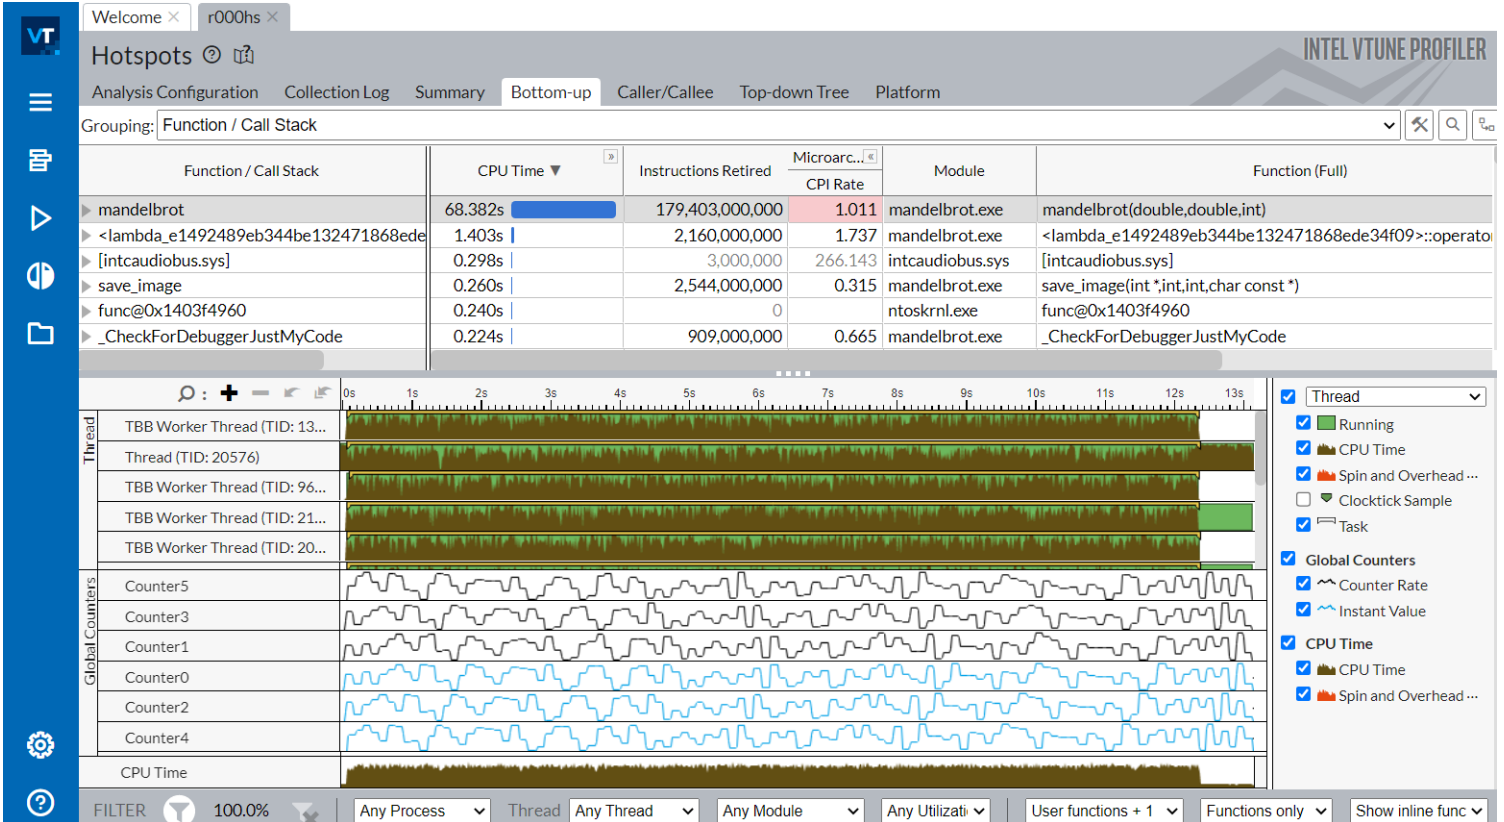 VT
Welcome
r000hs
Hotspots
INTEL VTUNE PROFILER
Analysis Configuration Collection Log Summary Bottom-up Caller/Callee Top-down Tree Platform
Grouping: Function / Call Stack
Function / Call Stack CPU Time ▼ Instructions Retired Microarc... CPI Rate Module Function (Full)
mandelbrot 68.382s 179,403,000,000 1.011 mandelbrot.exe mandelbrot(double,double,int)
<lambda_e1492489eb344be132471868ede 1.403s 2,160,000,000 1.737 mandelbrot.exe <lambda_e1492489eb344be132471868ede34f09>::operator
[intcaudiobus.sys] 0.298s 3,000,000 266.143 intcaudiobus.sys [intcaudiobus.sys]
save_image 0.260s 2,544,000,000 0.315 mandelbrot.exe save_image(int *,int,int,char const *)
func@0x1403f4960 0.240s 0 ntoskrnl.exe func@0x1403f4960
_CheckForDebuggerJustMyCode 0.224s 909,000,000 0.665 mandelbrot.exe _CheckForDebuggerJustMyCode
0s 1s 2s 3s 4s 5s 6s 7s 8s 9s 10s 11s 12s 13s
Thread
TBB Worker Thread (TID: 13...
Thread (TID: 20576)
TBB Worker Thread (TID: 96...
TBB Worker Thread (TID: 21...
TBB Worker Thread (TID: 20...
Global Counters
Counter5
Counter3
Counter1
Counter0
Counter2
Counter4
CPU Time
Thread
Running
CPU Time
Spin and Overhead ...
Clocktick Sample
Task
Global Counters
Counter Rate
Instant Value
CPU Time
CPU Time
Spin and Overhead ...
FILTER 100.0% Any Process Thread Any Thread Any Module Any Utilizati User functions + 1 Functions only Show inline func